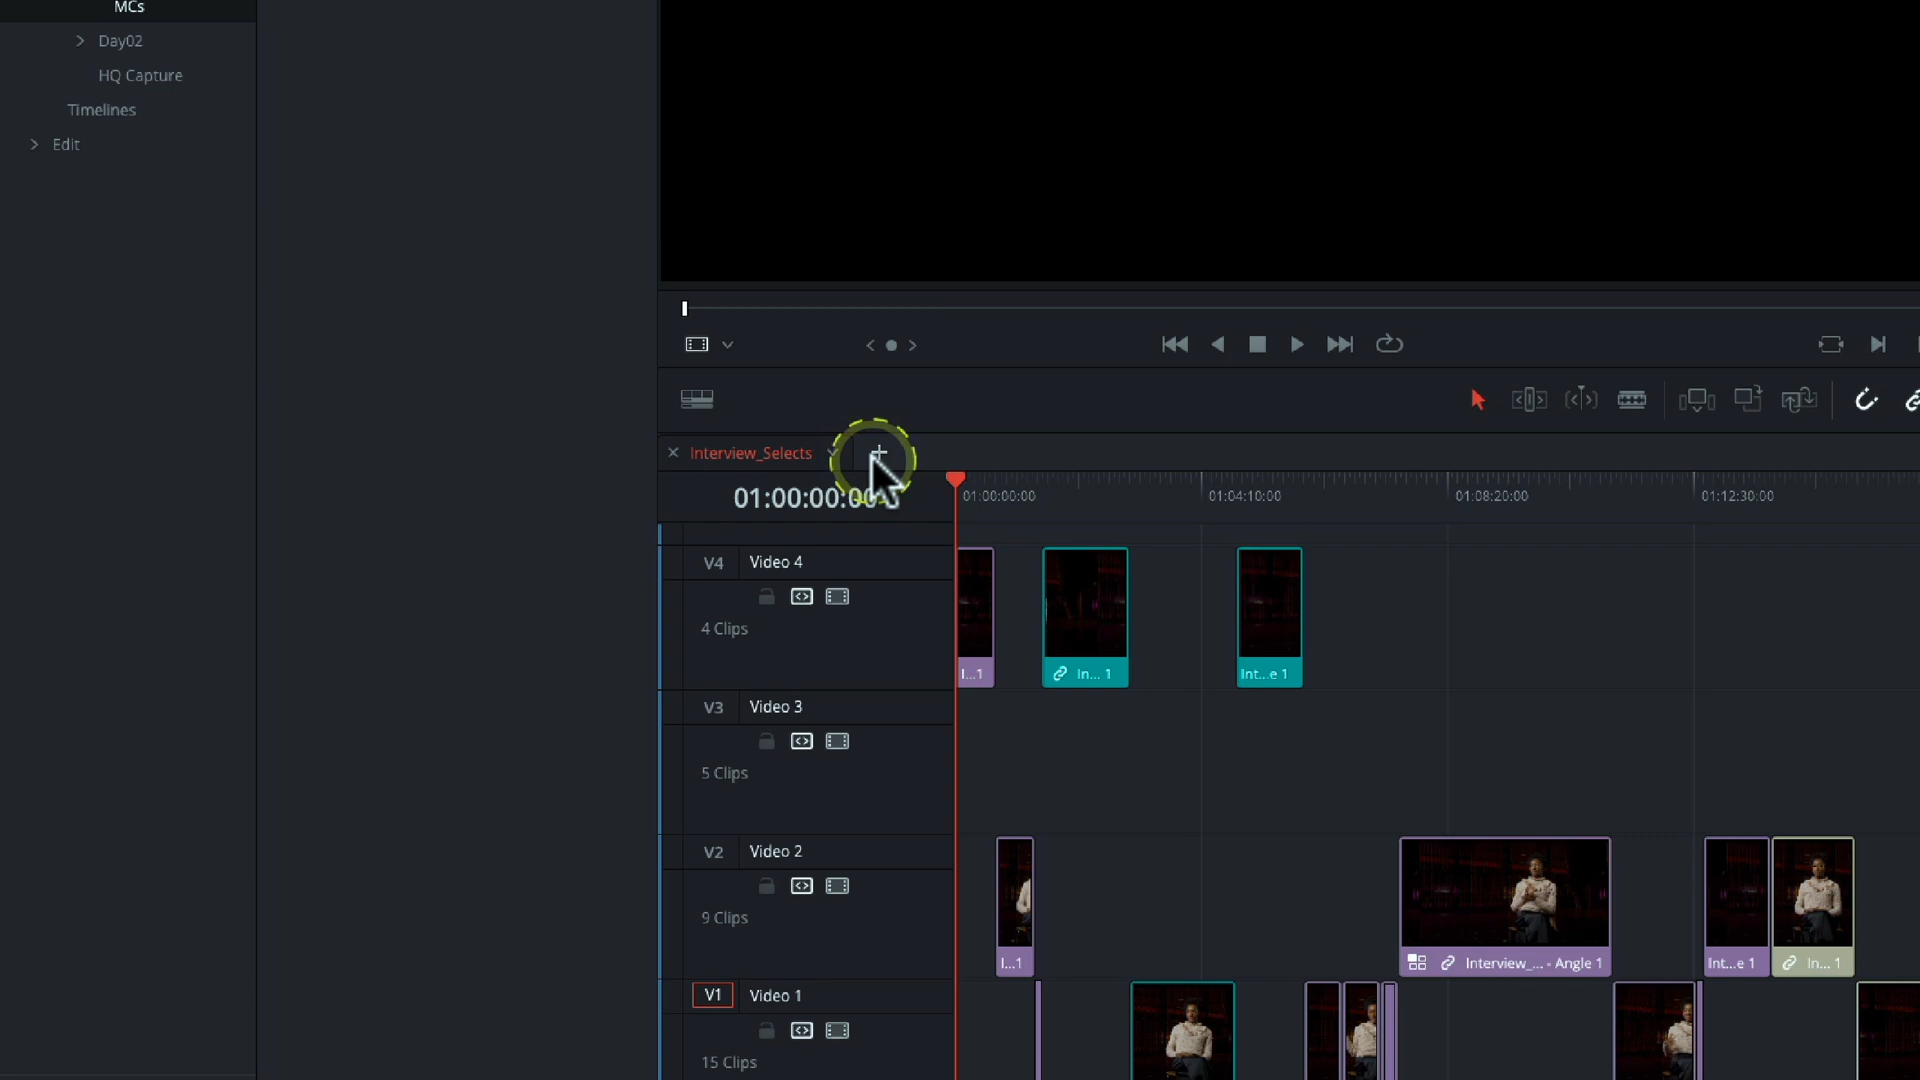 MCs
Day02
HQ Capture
Timelines
Edit
Interview_Selects
01:00:00:00
01:00:00:00
01:04:10:00
01:08:20:00
01:12:30:00
V4 Video 4
4 Clips
I...1
In... 1
Int...e 1
V3 Video 3
5 Clips
V2 Video 2
9 Clips
I...1
Interview_... - Angle 1
Int...e 1
In... 1
V1 Video 1
15 Clips